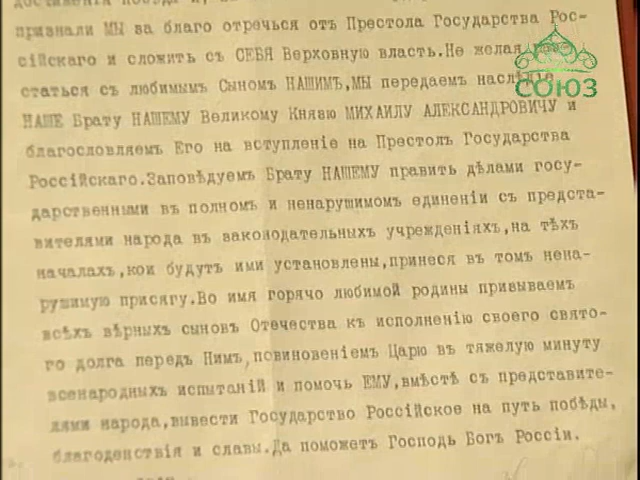 признали МЫ за благо отречься отъ Престола Государства Рос-
сійскаго и сложить съ СЕБЯ Верховную власть.Не желая
СОЮЗ
статься съ любимымъ Сыномъ НАШИМЪ,МЫ передаемъ наслѣдіе
НАШЕ Брату НАШЕМУ Великому Князю МИХАИЛУ АЛЕКСАНДРОВИЧУ и
благословляемъ Его на вступленіе на Престолъ Государства
Россійскаго.Заповѣдуемъ Брату НАШЕМУ править дѣлами госу-
дарственными въ полномъ и ненарушимомъ единеніи съ предста-
вителями народа въ законодательныхъ учрежденіяхъ,на тѣхъ
началахъ,кои будутъ ими установлены,принеся въ томъ нена-
рушимую присягу.Во имя горячо любимой родины призываемъ
всѣхъ вѣрныхъ сыновъ Отечества къ исполненію своего свято-
го долга передъ Нимъ,повиновеніемъ Царю въ тяжелую минуту
всенародныхъ испытаній и помочь ЕМУ,вмѣстѣ съ представите-
лями народа,вывести Государство Россійское на путь побѣды,
благоденствія и славы.Да поможетъ Господь Богъ Россіи.